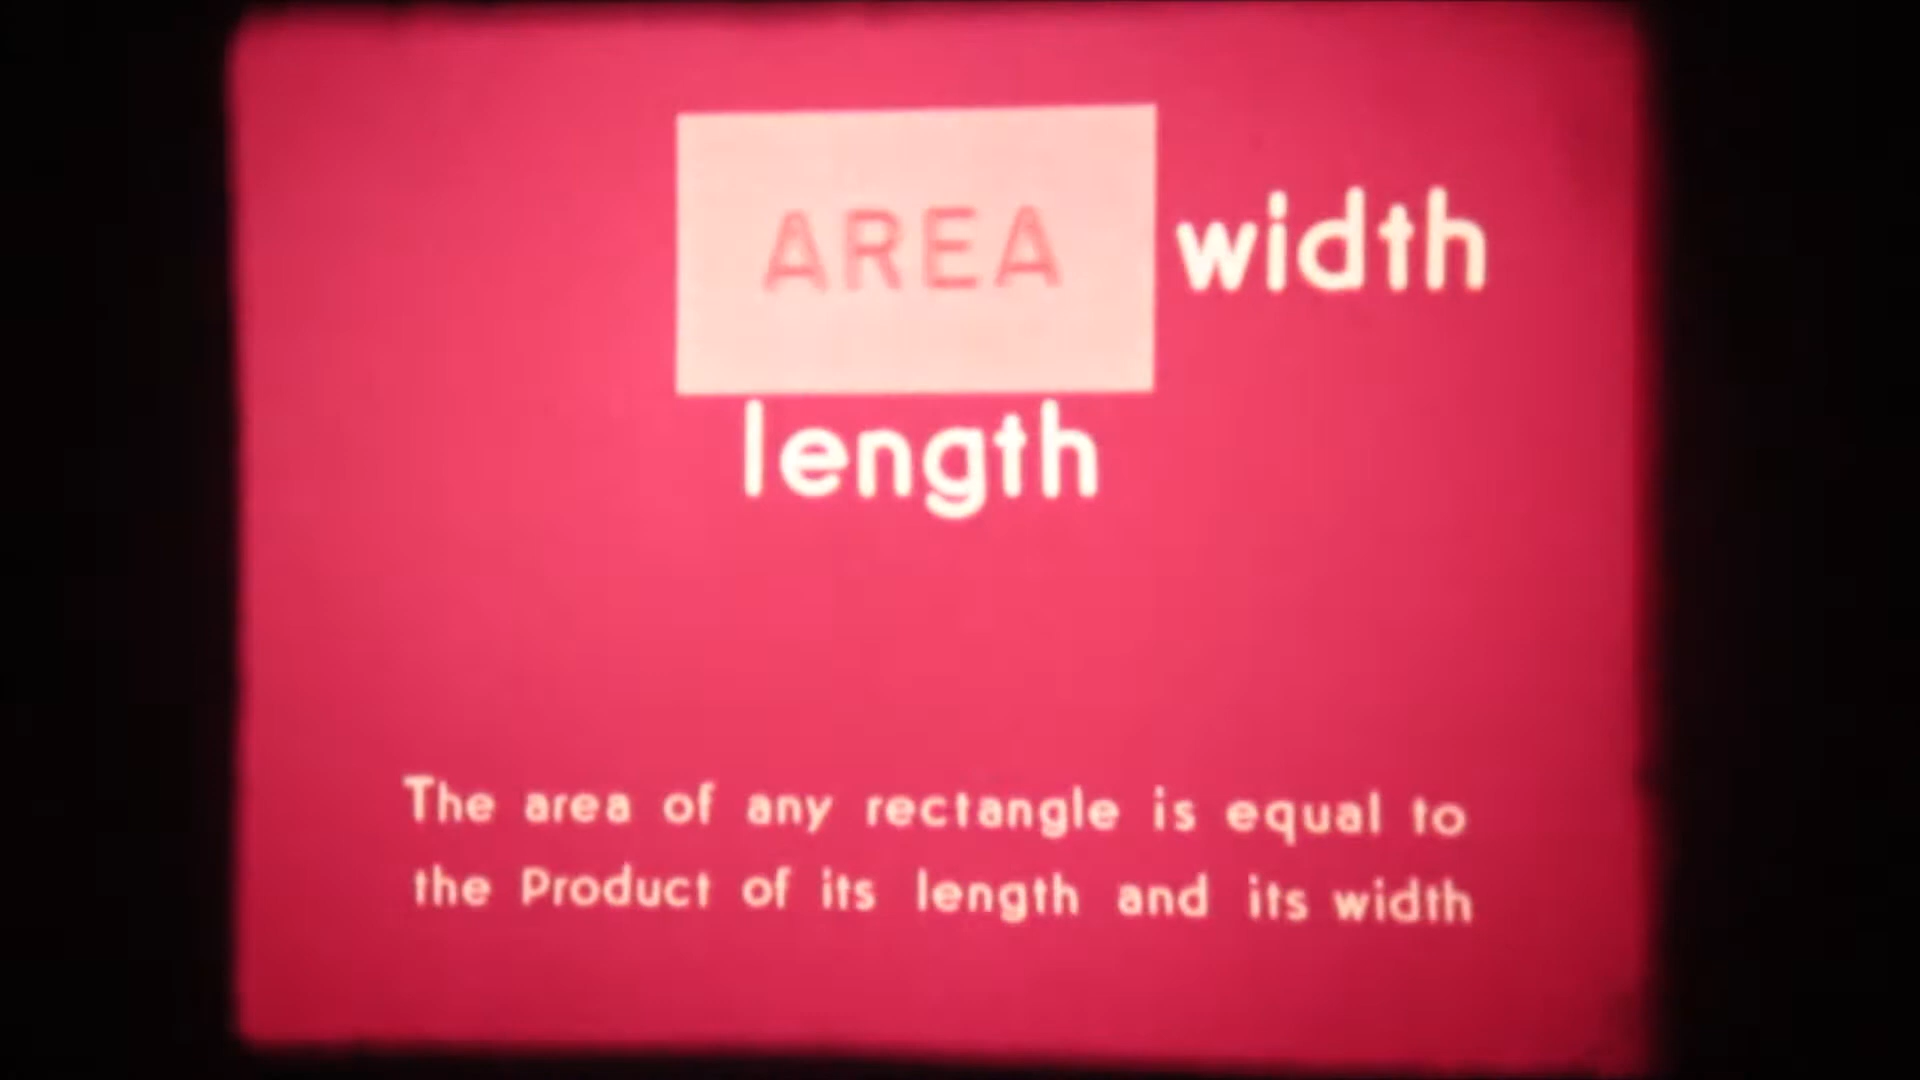 AREA width
length
The area of any rectangle is equal to
the Product of its length and its width